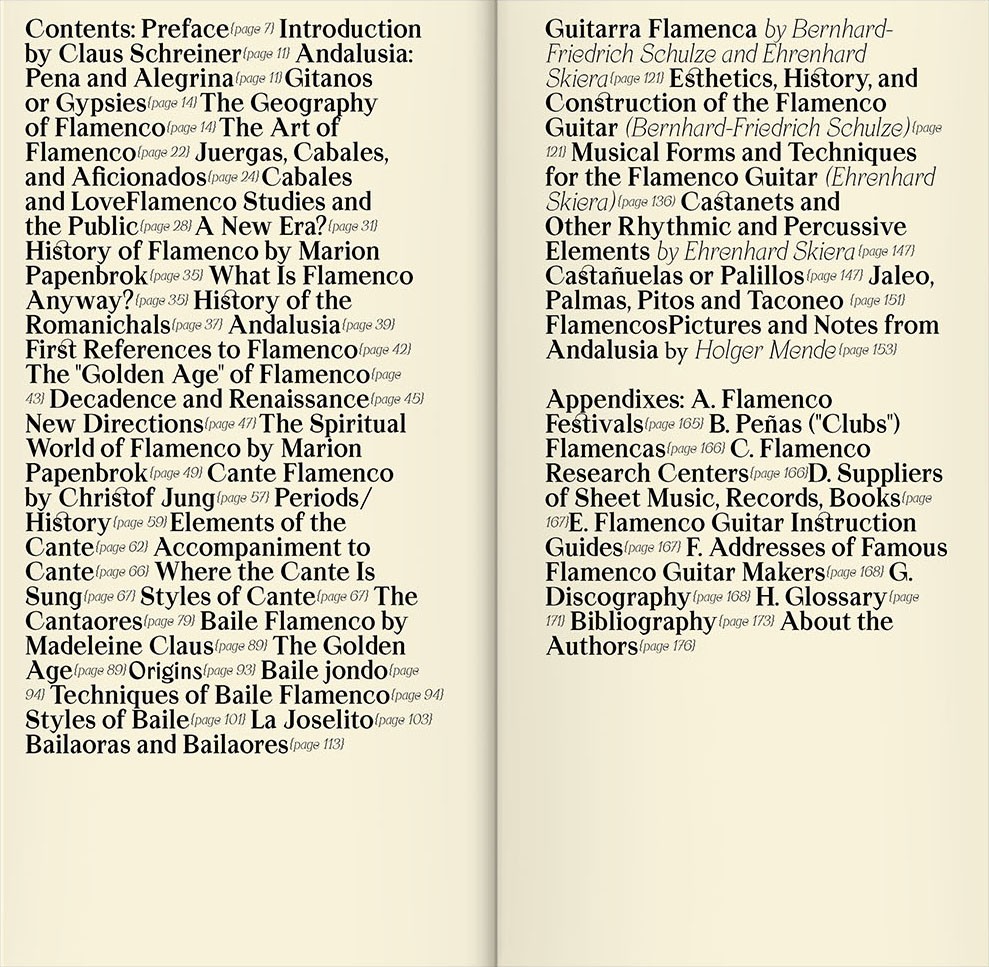 Contents: Preface{page 7} Introduction
by Claus Schreiner{page 11} Andalusia:
Pena and Alegrina{page 11}Gitanos
or Gypsies{page 14}The Geography
of Flamenco{page 14}The Art of
Flamenco{page 22} Juergas, Cabales,
and Aficionados{page 24}Cabales
and LoveFlamenco Studies and
the Public{page 28} A New Era?{page 31}
History of Flamenco by Marion
Papenbrok{page 35} What Is Flamenco
Anyway?{page 35} History of the
Romanichals{page 37} Andalusia{page 39}
First References to Flamenco{page 42}
The "Golden Age" of Flamenco{page
43} Decadence and Renaissance{page 45}
New Directions{page 47}The Spiritual
World of Flamenco by Marion
Papenbrok{page 49} Cante Flamenco
by Christof Jung{page 57} Periods/
History{page 59}Elements of the
Cante{page 62} Accompaniment to
Cante{page 66} Where the Cante Is
Sung{page 67} Styles of Cante{page 67} The
Cantaores{page 79} Baile Flamenco by
Madeleine Claus{page 89} The Golden
Age{page 89}Origins{page 93} Baile jondo{page
94} Techniques of Baile Flamenco{page 94}
Styles of Baile{page 101} La Joselito{page 103}
Bailaoras and Bailaores{page 113}
Guitarra Flamenca by Bernhard-
Friedrich Schulze and Ehrenhard
Skiera{page 121} Esthetics, History, and
Construction of the Flamenco
Guitar (Bernhard-Friedrich Schulze){page
121} Musical Forms and Techniques
for the Flamenco Guitar (Ehrenhard
Skiera){page 136} Castanets and
Other Rhythmic and Percussive
Elements by Ehrenhard Skiera{page 147}
Castañuelas or Palillos{page 147} Jaleo,
Palmas, Pitos and Taconeo {page 151}
FlamencosPictures and Notes from
Andalusia by Holger Mende{page 153}
Appendixes: A. Flamenco
Festivals{page 165} B. Peñas ("Clubs")
Flamencas{page 166} C. Flamenco
Research Centers{page 166}D. Suppliers
of Sheet Music, Records, Books{page
167}E. Flamenco Guitar Instruction
Guides{page 167} F. Addresses of Famous
Flamenco Guitar Makers{page 168} G.
Discography{page 168} H. Glossary{page
171} Bibliography{page 173} About the
Authors{page 176}